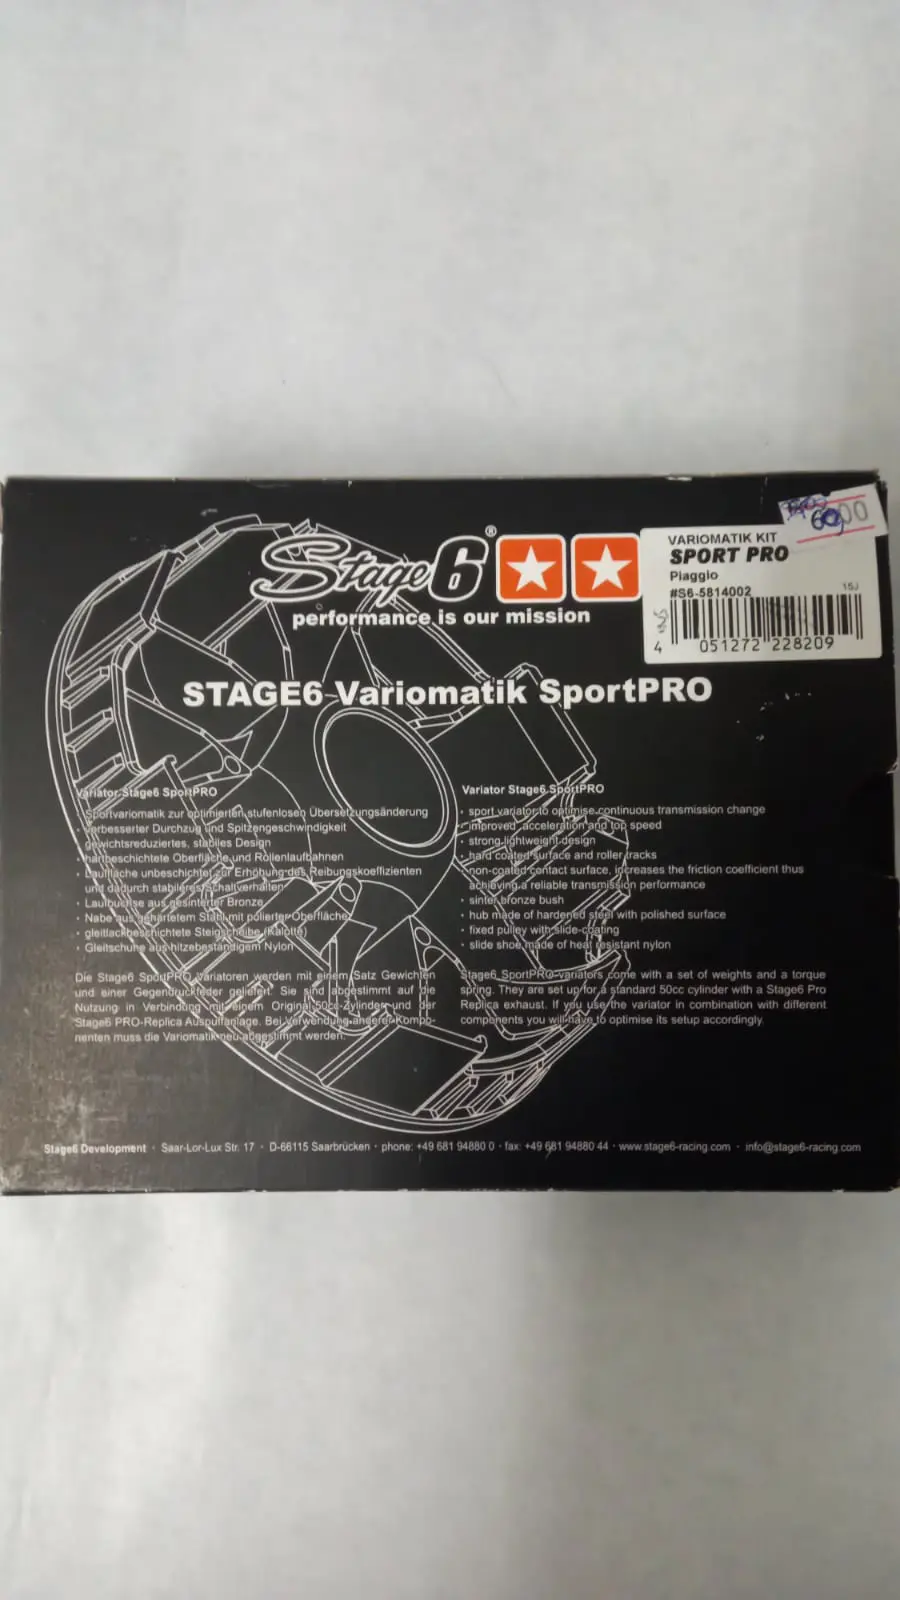 Stage6®
performance is our mission
60,00
VARIOMATIK KIT
SPORT PRO
Piaggio
#S6-5814002
15J
4 051272 228209
STAGE6 Variomatik SportPRO
Variator Stage6 SportPRO
· Sportvariomatik zur optimierten stufenlosen Übersetzungsänderung
· verbesserter Durchzug und Spitzengeschwindigkeit
· gewichtsreduziertes, stabiles Design
· hartbeschichtete Oberfläche und Rollenlaufbahnen
· Lauffläche unbeschichtet zur Erhöhung des Reibungskoeffizienten
und dadurch stabileres Schaltverhalten
· Laufbuchse aus gesinterter Bronze
· Nabe aus gehärtetem Stahl mit polierter Oberfläche
· gleitlackbeschichtete Steigscheibe (Kalotte)
· Gleitschuhe aus hitzebeständigem Nylon
Die Stage6 SportPRO Variatoren werden mit einem Satz Gewichten
und einer Gegendruckfeder geliefert. Sie sind abgestimmt auf die
Nutzung in Verbindung mit einem Original 50cc Zylinder und der
Stage6 PRO-Replica Auspuffanlage. Bei Verwendung anderer Kompo-
nenten muss die Variomatik neu abgestimmt werden.
Variator Stage6 SportPRO
· sport variator to optimise continuous transmission change
· improved acceleration and top speed
· strong lightweight design
· hard coated surface and roller tracks
· non-coated contact surface, increases the friction coefficient thus
achieving a reliable transmission performance
· sinter bronze bush
· hub made of hardened steel with polished surface
· fixed pulley with slide-coating
· slide shoe made of heat resistant nylon
Stage6 SportPRO variators come with a set of weights and a torque
spring. They are set up for a standard 50cc cylinder with a Stage6 Pro
Replica exhaust. If you use the variator in combination with different
components you will have to optimise its setup accordingly.
Stage6 Development · Saar-Lor-Lux Str. 17 · D-66115 Saarbrücken · phone: +49 681 94880 0 · fax: +49 681 94880 44 · www.stage6-racing.com · info@stage6-racing.com